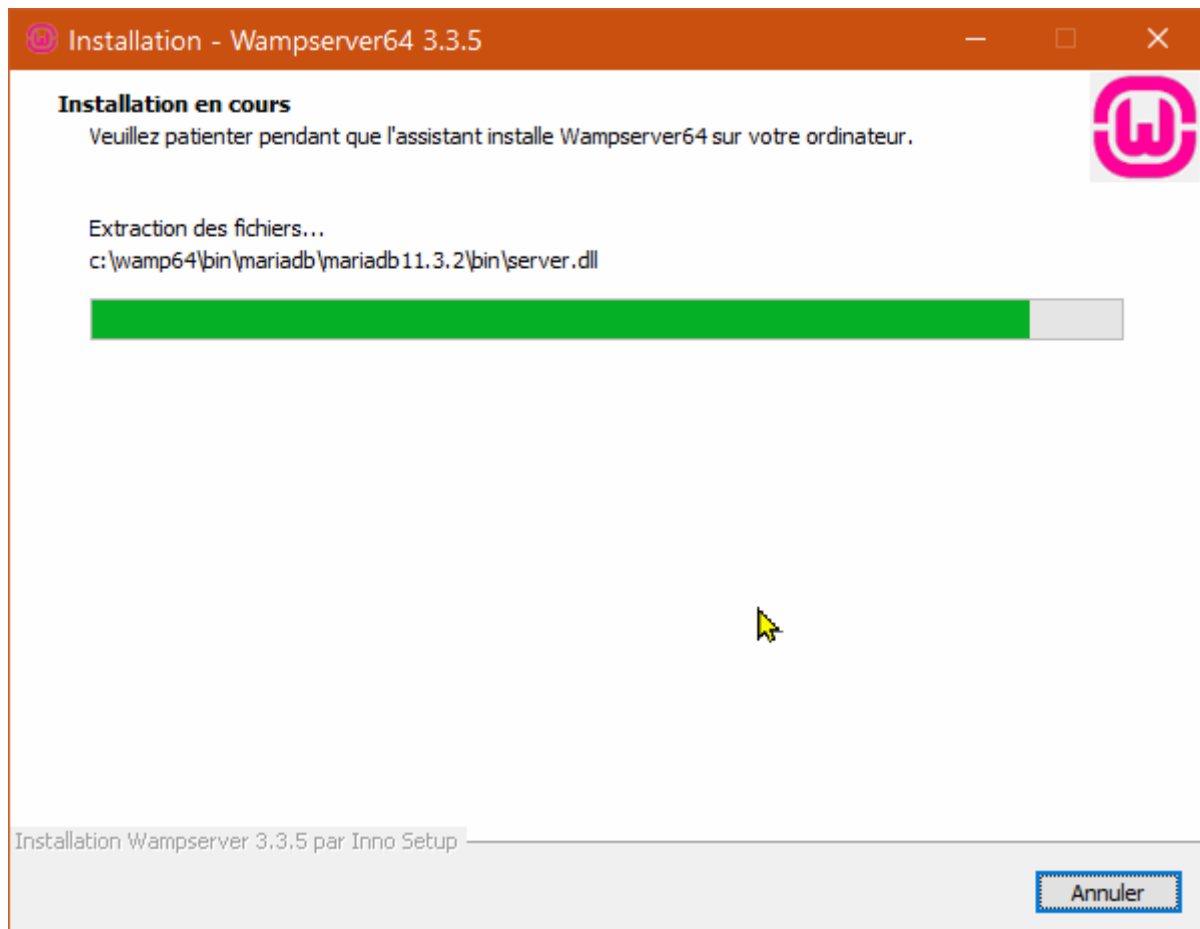 Installation - Wampserver64 3.3.5
Installation en cours
Veuillez patienter pendant que l'assistant installe Wampserver64 sur votre ordinateur.
Extraction des fichiers...
c:\wamp64\bin\mariadb\mariadb11.3.2\bin\server.dll
Installation Wampserver 3.3.5 par Inno Setup
Annuler